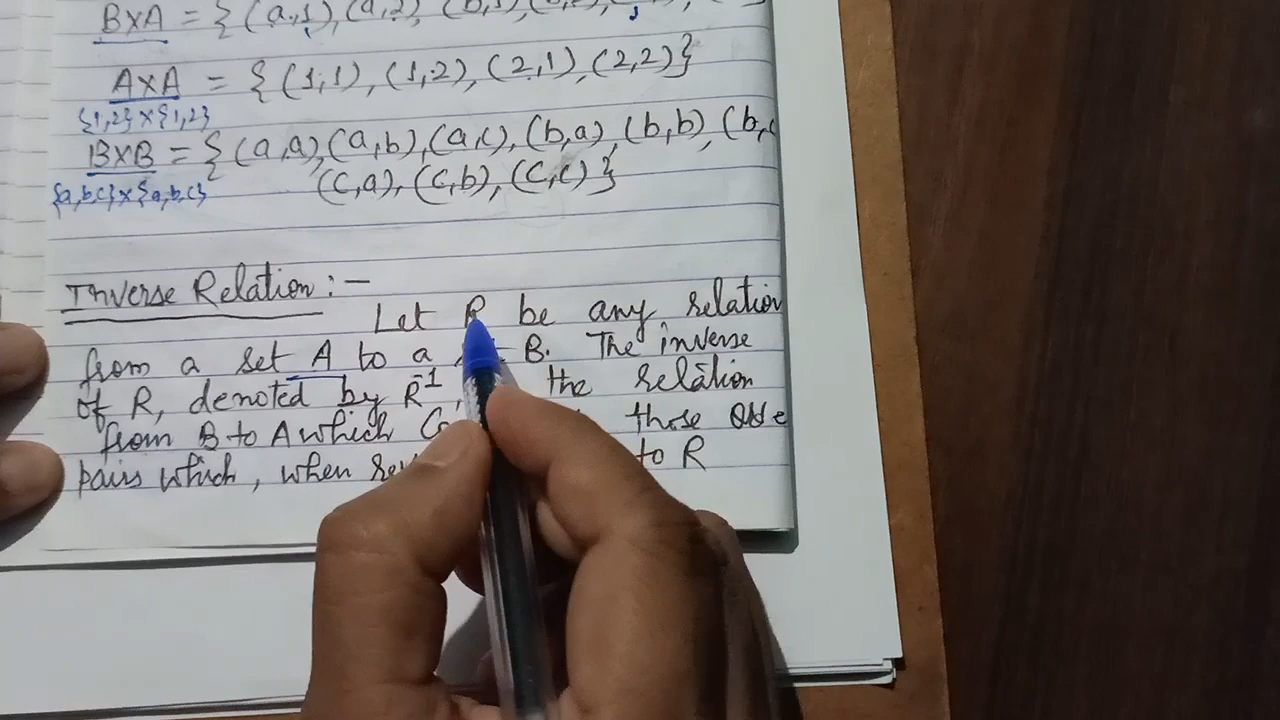 B×A = {(a,1), (a,2), (b,1),
A×A = {(1,1), (1,2), (2,1), (2,2)}
{1,2}×{1,2}
B×B = {(a,a),(a,b),(a,c),(b,a),(b,b),(b,
{a,b,c}×{a,b,c}
(c,a),(c,b),(c,c)}
Inverse Relation :-
Let R be any relation
from a set A to a B. The inverse
of R, denoted by R⁻¹, the relation
from B to A which those
pairs which, when to R